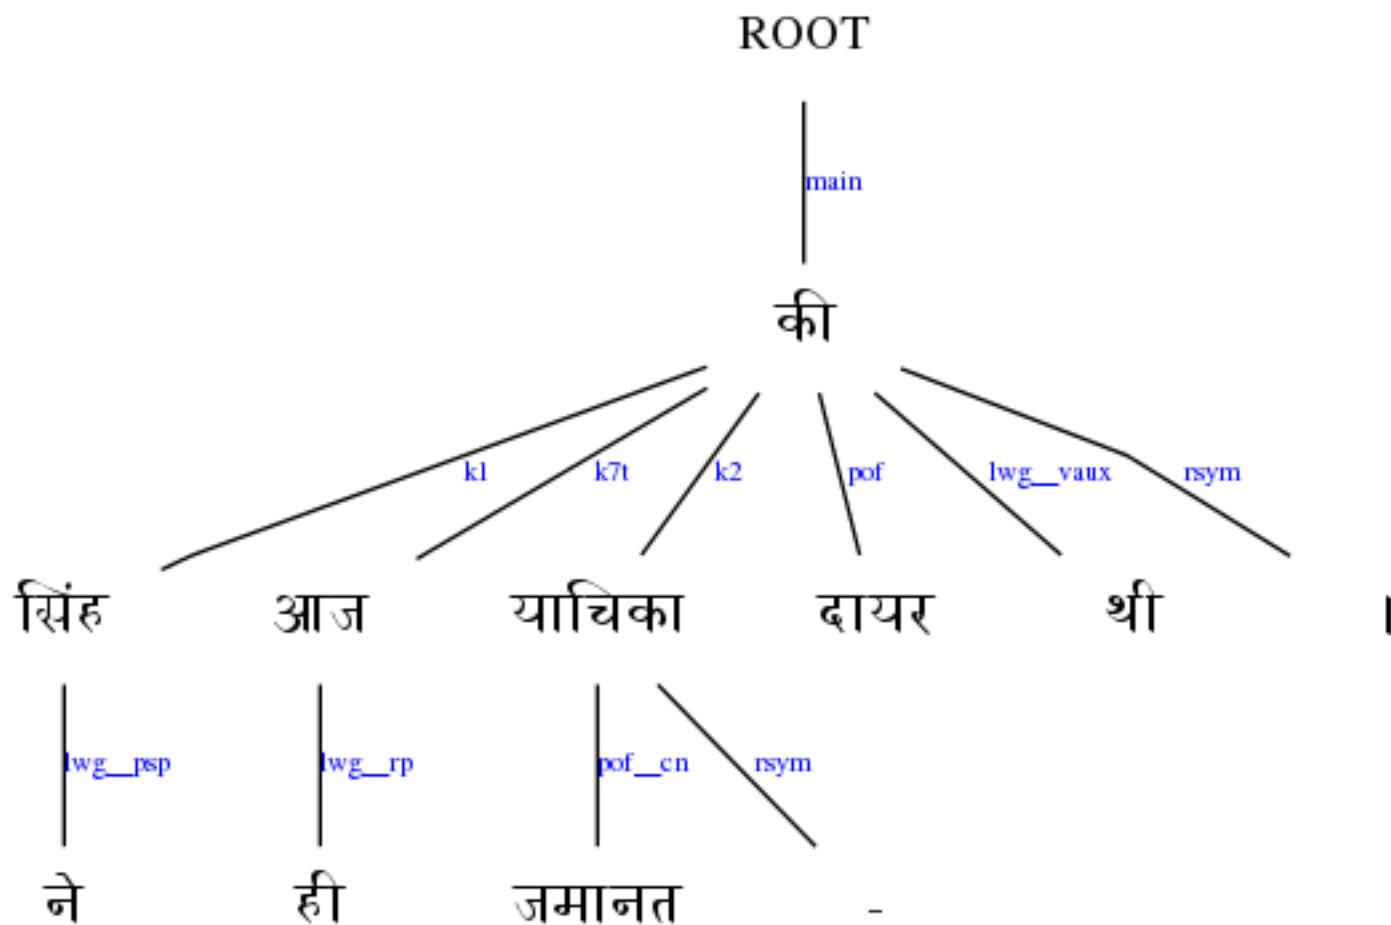 ROOT
main
की
k1 k7t k2 pof lwg__vaux rsym
सिंह आज याचिका दायर थी ।
lwg__psp lwg__rp pof__cn rsym
ने ही जमानत -